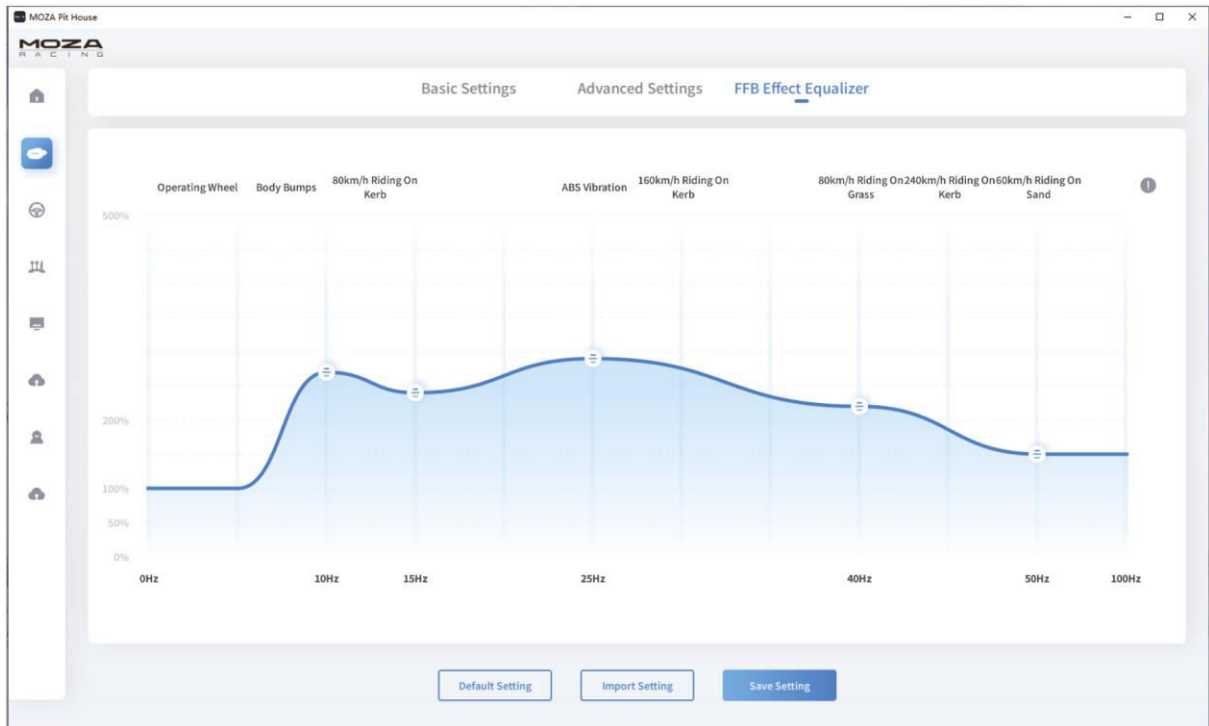 MOZA Pit House
MOZA
RACING
Basic Settings Advanced Settings FFB Effect Equalizer
Operating Wheel Body Bumps 80km/h Riding On Kerb ABS Vibration 160km/h Riding On Kerb 80km/h Riding On Grass 240km/h Riding On Kerb 60km/h Riding On Sand
500%
200%
100%
50%
0%
0Hz 10Hz 15Hz 25Hz 40Hz 50Hz 100Hz
Default Setting Import Setting Save Setting